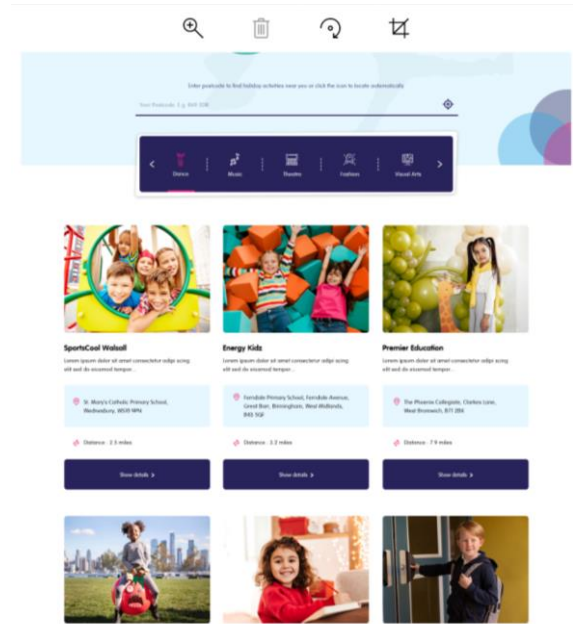 Enter postcode to find holiday activities near you or click the icon to locate automatically
Your Postcode. E.g. B43 5DR
Dance
Music
Theatre
Fashion
Visual Arts
SportsCool Walsall
Energy Kidz
Premier Education
Lorem ipsum dolor sit amet consectetur adipi scing
elit sed do eiusmod tempor...
Lorem ipsum dolor sit amet consectetur adipi scing
elit sed do eiusmod tempor...
Lorem ipsum dolor sit amet consectetur adipi scing
elit sed do eiusmod tempor...
St. Mary's Catholic Primary School,
Wednesbury, WS10 9PN
Ferndale Primary School, Ferndale Avenue,
Great Barr, Birmingham, West Midlands,
B43 5QF
The Phoenix Collegiate, Clarkes Lane,
West Bromwich, B71 2BX
Distance : 2.5 miles
Distance : 3.2 miles
Distance : 7.9 miles
Show details
Show details
Show details